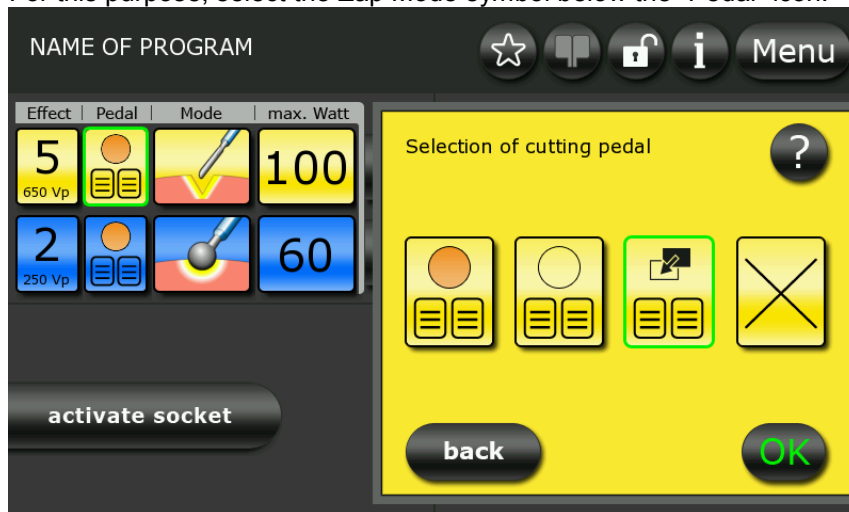 For this purpose, select the Zap mode symbol below the "Pedal" icon.
NAME OF PROGRAM
i
Menu
Effect | Pedal | Mode | max. Watt
5
650 Vp
100
2
250 Vp
60
Selection of cutting pedal
?
activate socket
back
OK